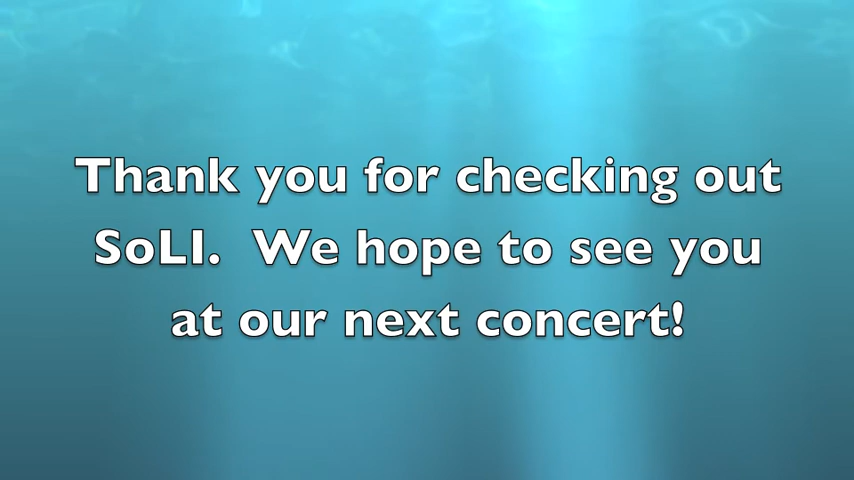 Thank you for checking out
SoLI.  We hope to see you
at our next concert!